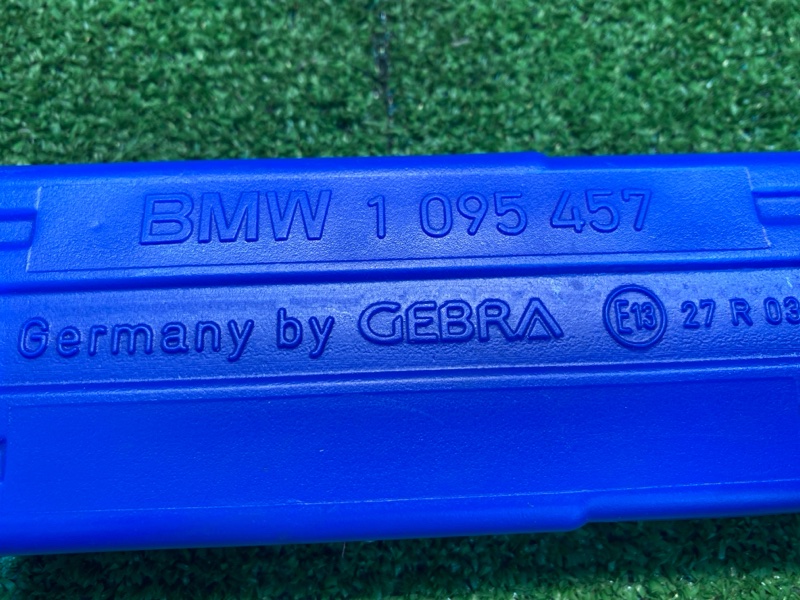 BMW 1 095 457
Germany by GEBRA E13 27 R 03